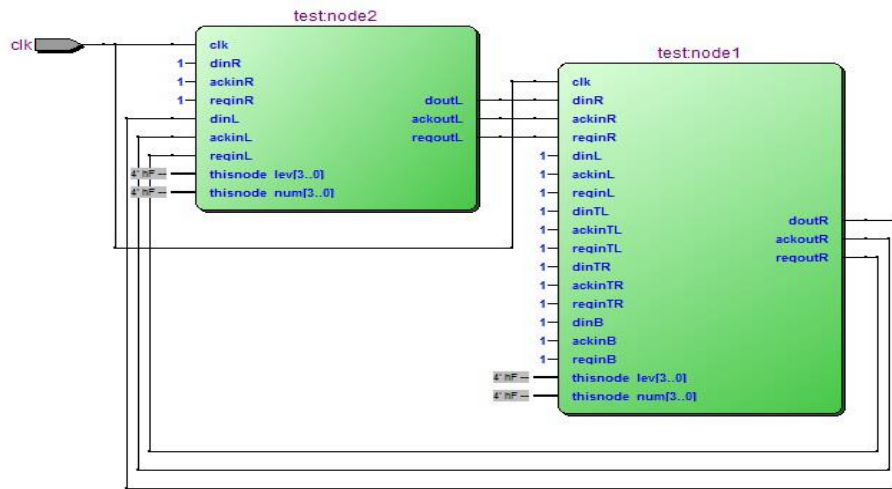 test:node2
clk
clk
1 dinR
1 ackinR
1 reqinR
dinL
ackinL
reqinL
4' hF thisnode_lev[3..0]
4' hF thisnode_num[3..0]
doutL
ackoutL
reqoutL
test:node1
clk
dinR
ackinR
reqinR
1 dinL
1 ackinL
1 reqinL
1 dinTL
1 ackinTL
1 reqinTL
1 dinTR
1 ackinTR
1 reqinTR
1 dinB
1 ackinB
1 reqinB
4' hF thisnode_lev[3..0]
4' hF thisnode_num[3..0]
doutR
ackoutR
reqoutR